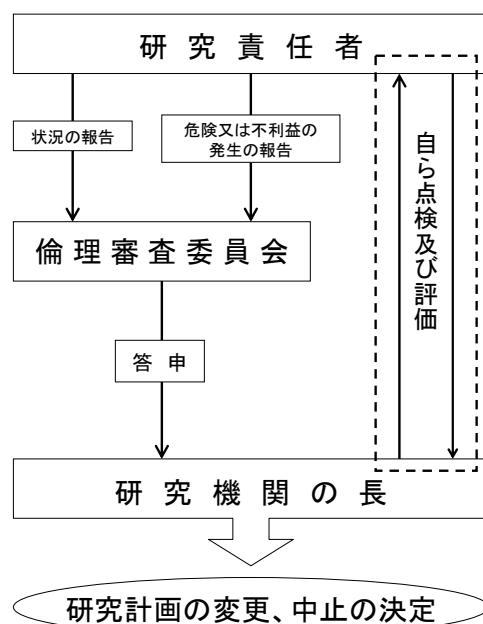 研究責任者
状況の報告
危険又は不利益の
発生の報告
自ら点検及び評価
倫理審査委員会
答申
研究機関の長
研究計画の変更、中止の決定